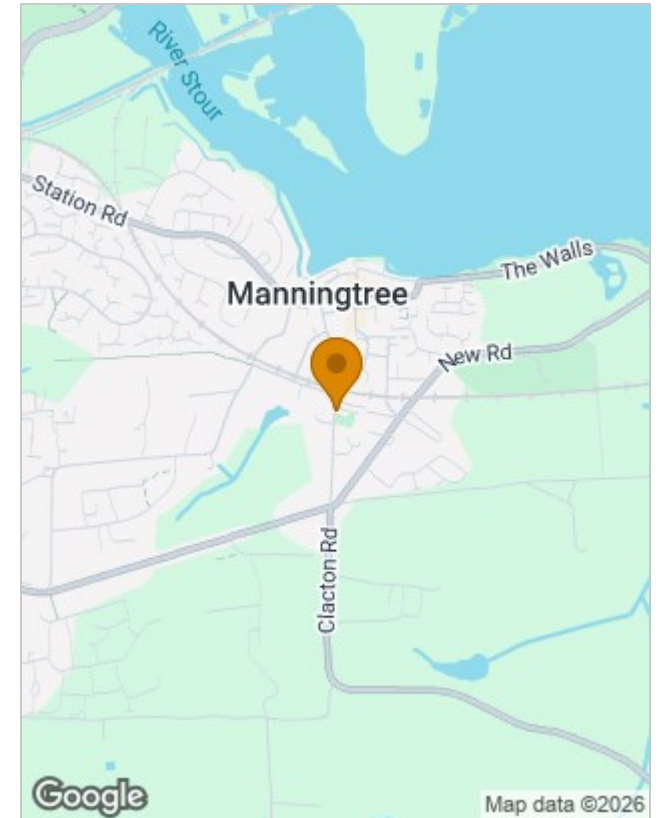 River Stour
Station Rd
The Walls
Manningtree
New Rd
Clacton Rd
Google
Map data ©2026